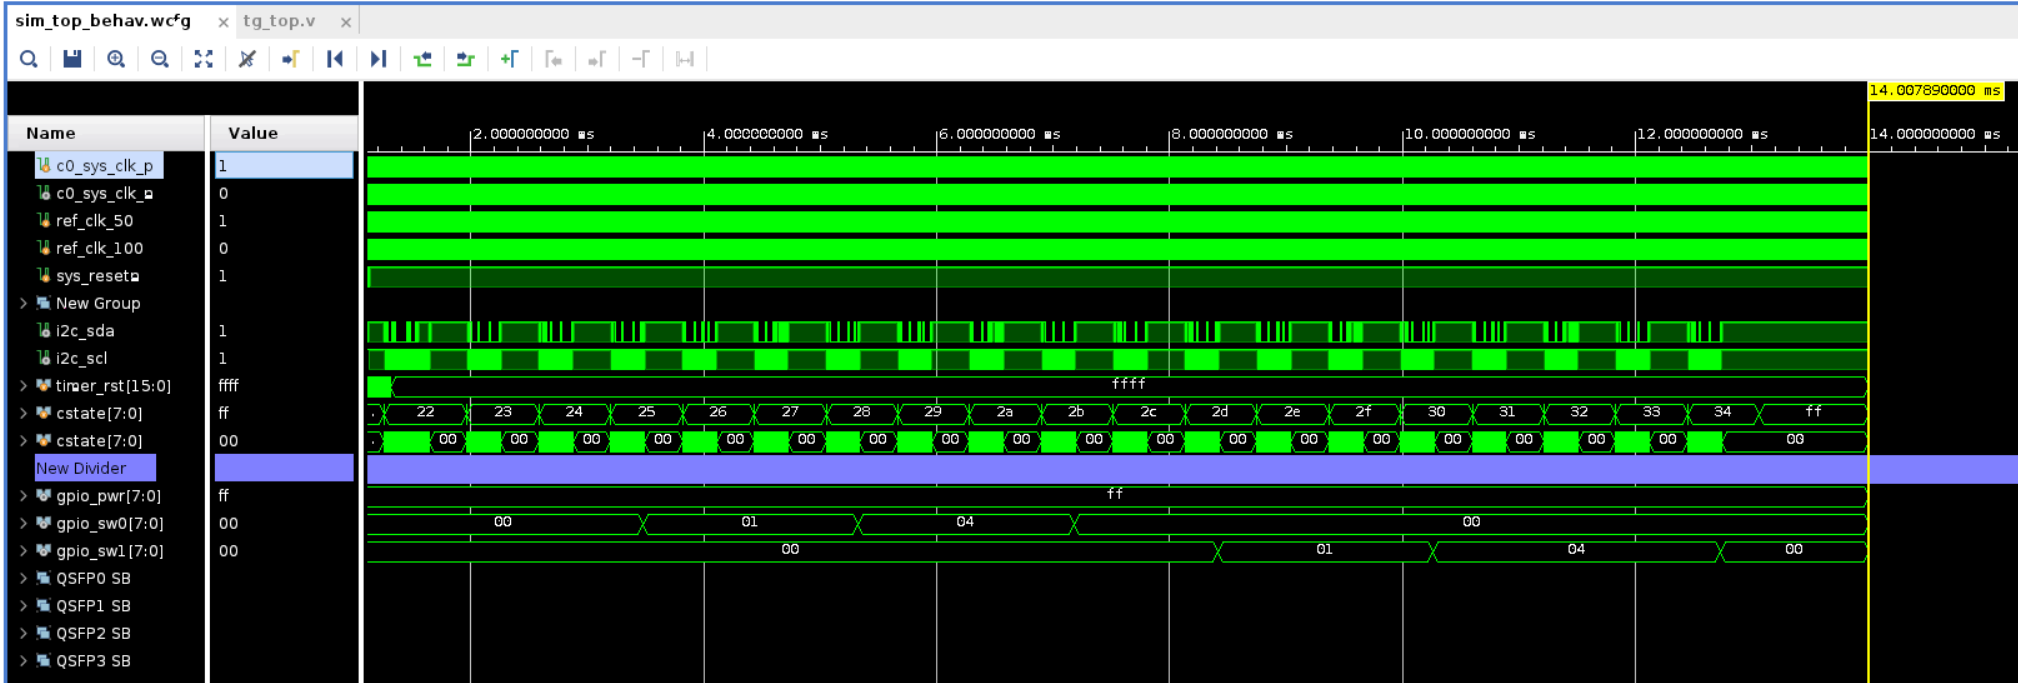 sim_top_behav.wcfg × tg_top.v ×
14.007890000 ms
Name Value 2.000000000 ms 4.000000000 ms 6.000000000 ms 8.000000000 ms 10.000000000 ms 12.000000000 ms 14.000000000 ms
c0_sys_clk_p 1
c0_sys_clk_ 0
ref_clk_50 1
ref_clk_100 0
sys_reset 1
New Group
i2c_sda 1
i2c_scl 1
timer_rst[15:0] ffff ffff
cstate[7:0] ff . 22 23 24 25 26 27 28 29 2a 2b 2c 2d 2e 2f 30 31 32 33 34 ff
cstate[7:0] 00 . 00 00 00 00 00 00 00 00 00 00 00 00 00 00 00 00 00 00 00
New Divider
gpio_pwr[7:0] ff ff
gpio_sw0[7:0] 00 00 01 04 00
gpio_sw1[7:0] 00 00 01 04 00
QSFP0 SB
QSFP1 SB
QSFP2 SB
QSFP3 SB